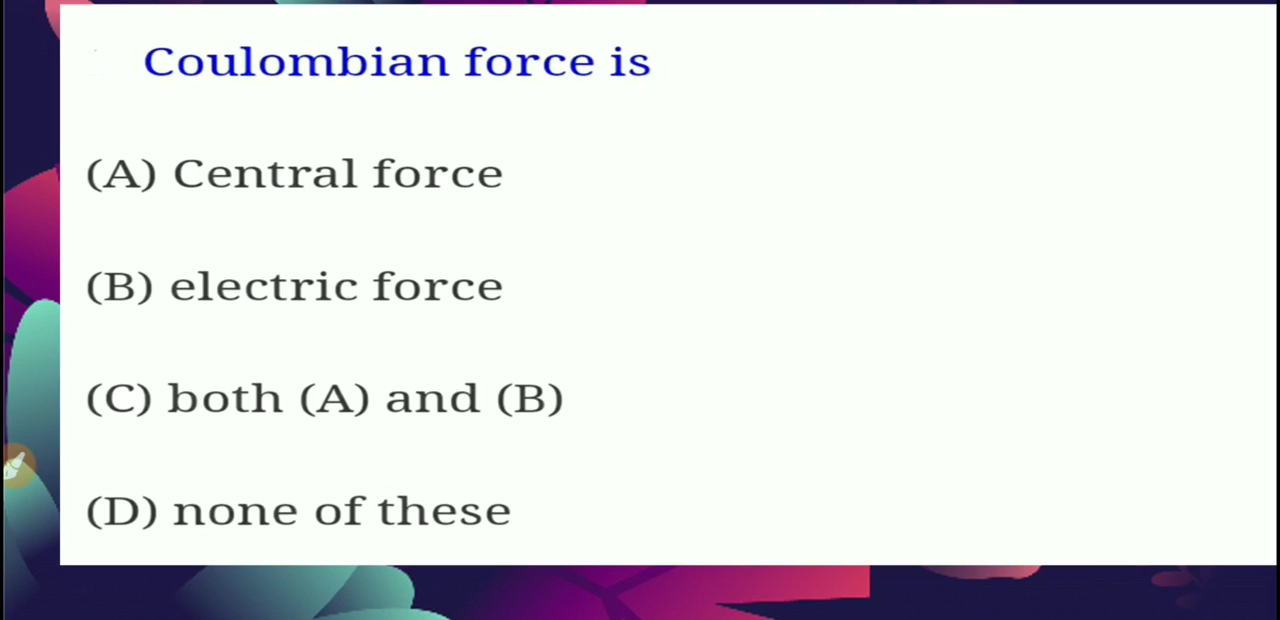 Coulombian force is
(A) Central force
(B) electric force
(C) both (A) and (B)
(D) none of these